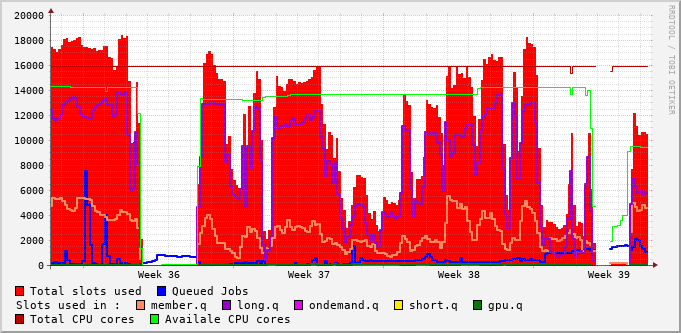 20000
18000
16000
14000
12000
10000
8000
6000
4000
2000
0
Week 36 Week 37 Week 38 Week 39
RRDTOOL / TOBI OETIKER
Total slots used Queued Jobs
Slots used in : member.q long.q ondemand.q short.q gpu.q
Total CPU cores Availale CPU cores